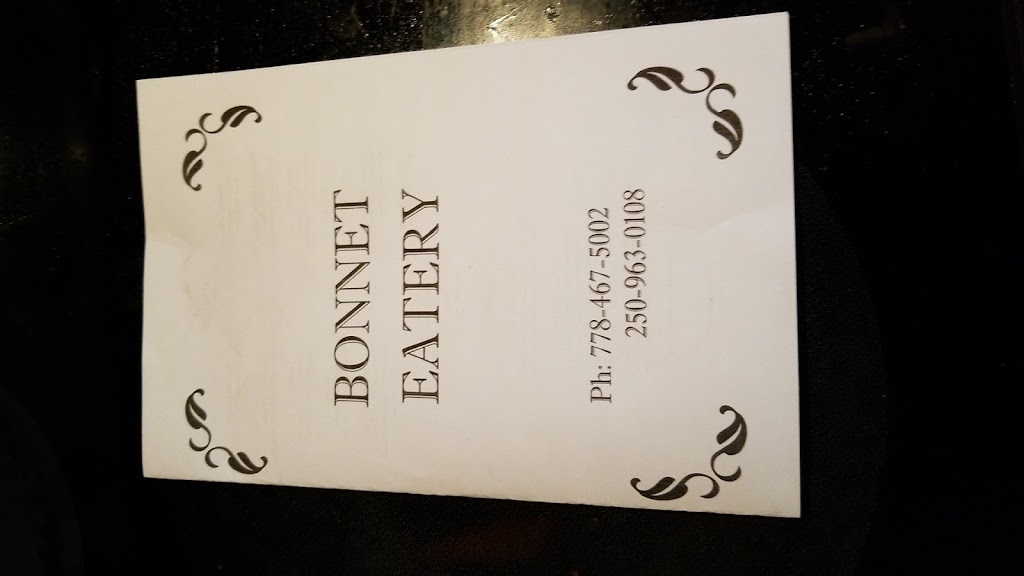 BONNET
EATERY
Ph: 778-467-5002
250-963-0108